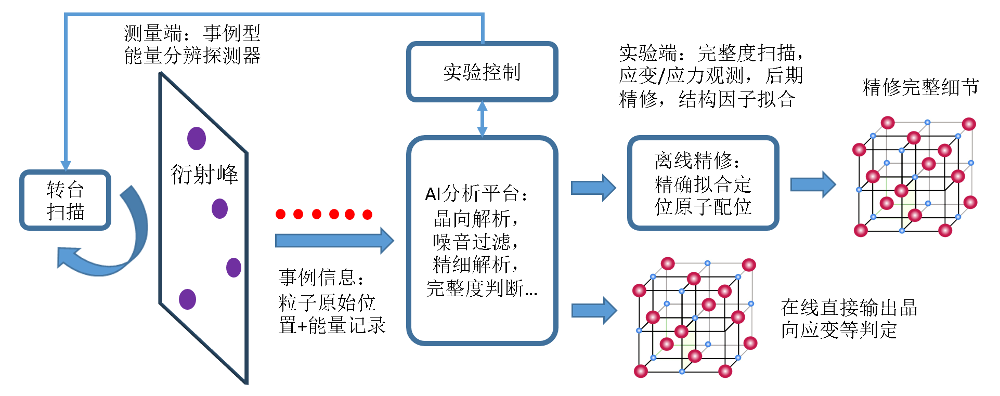 测量端：事例型
能量分辨探测器
衍射峰
转台
扫描
事例信息：
粒子原始位
置+能量记录
实验控制
AI分析平台：
晶向解析，
噪音过滤，
精细解析，
完整度判断...
实验端：完整度扫描，
应变/应力观测，后期
精修，结构因子拟合
离线精修：
精确拟合定
位原子配位
精修完整细节
在线直接输出晶
向应变等判定